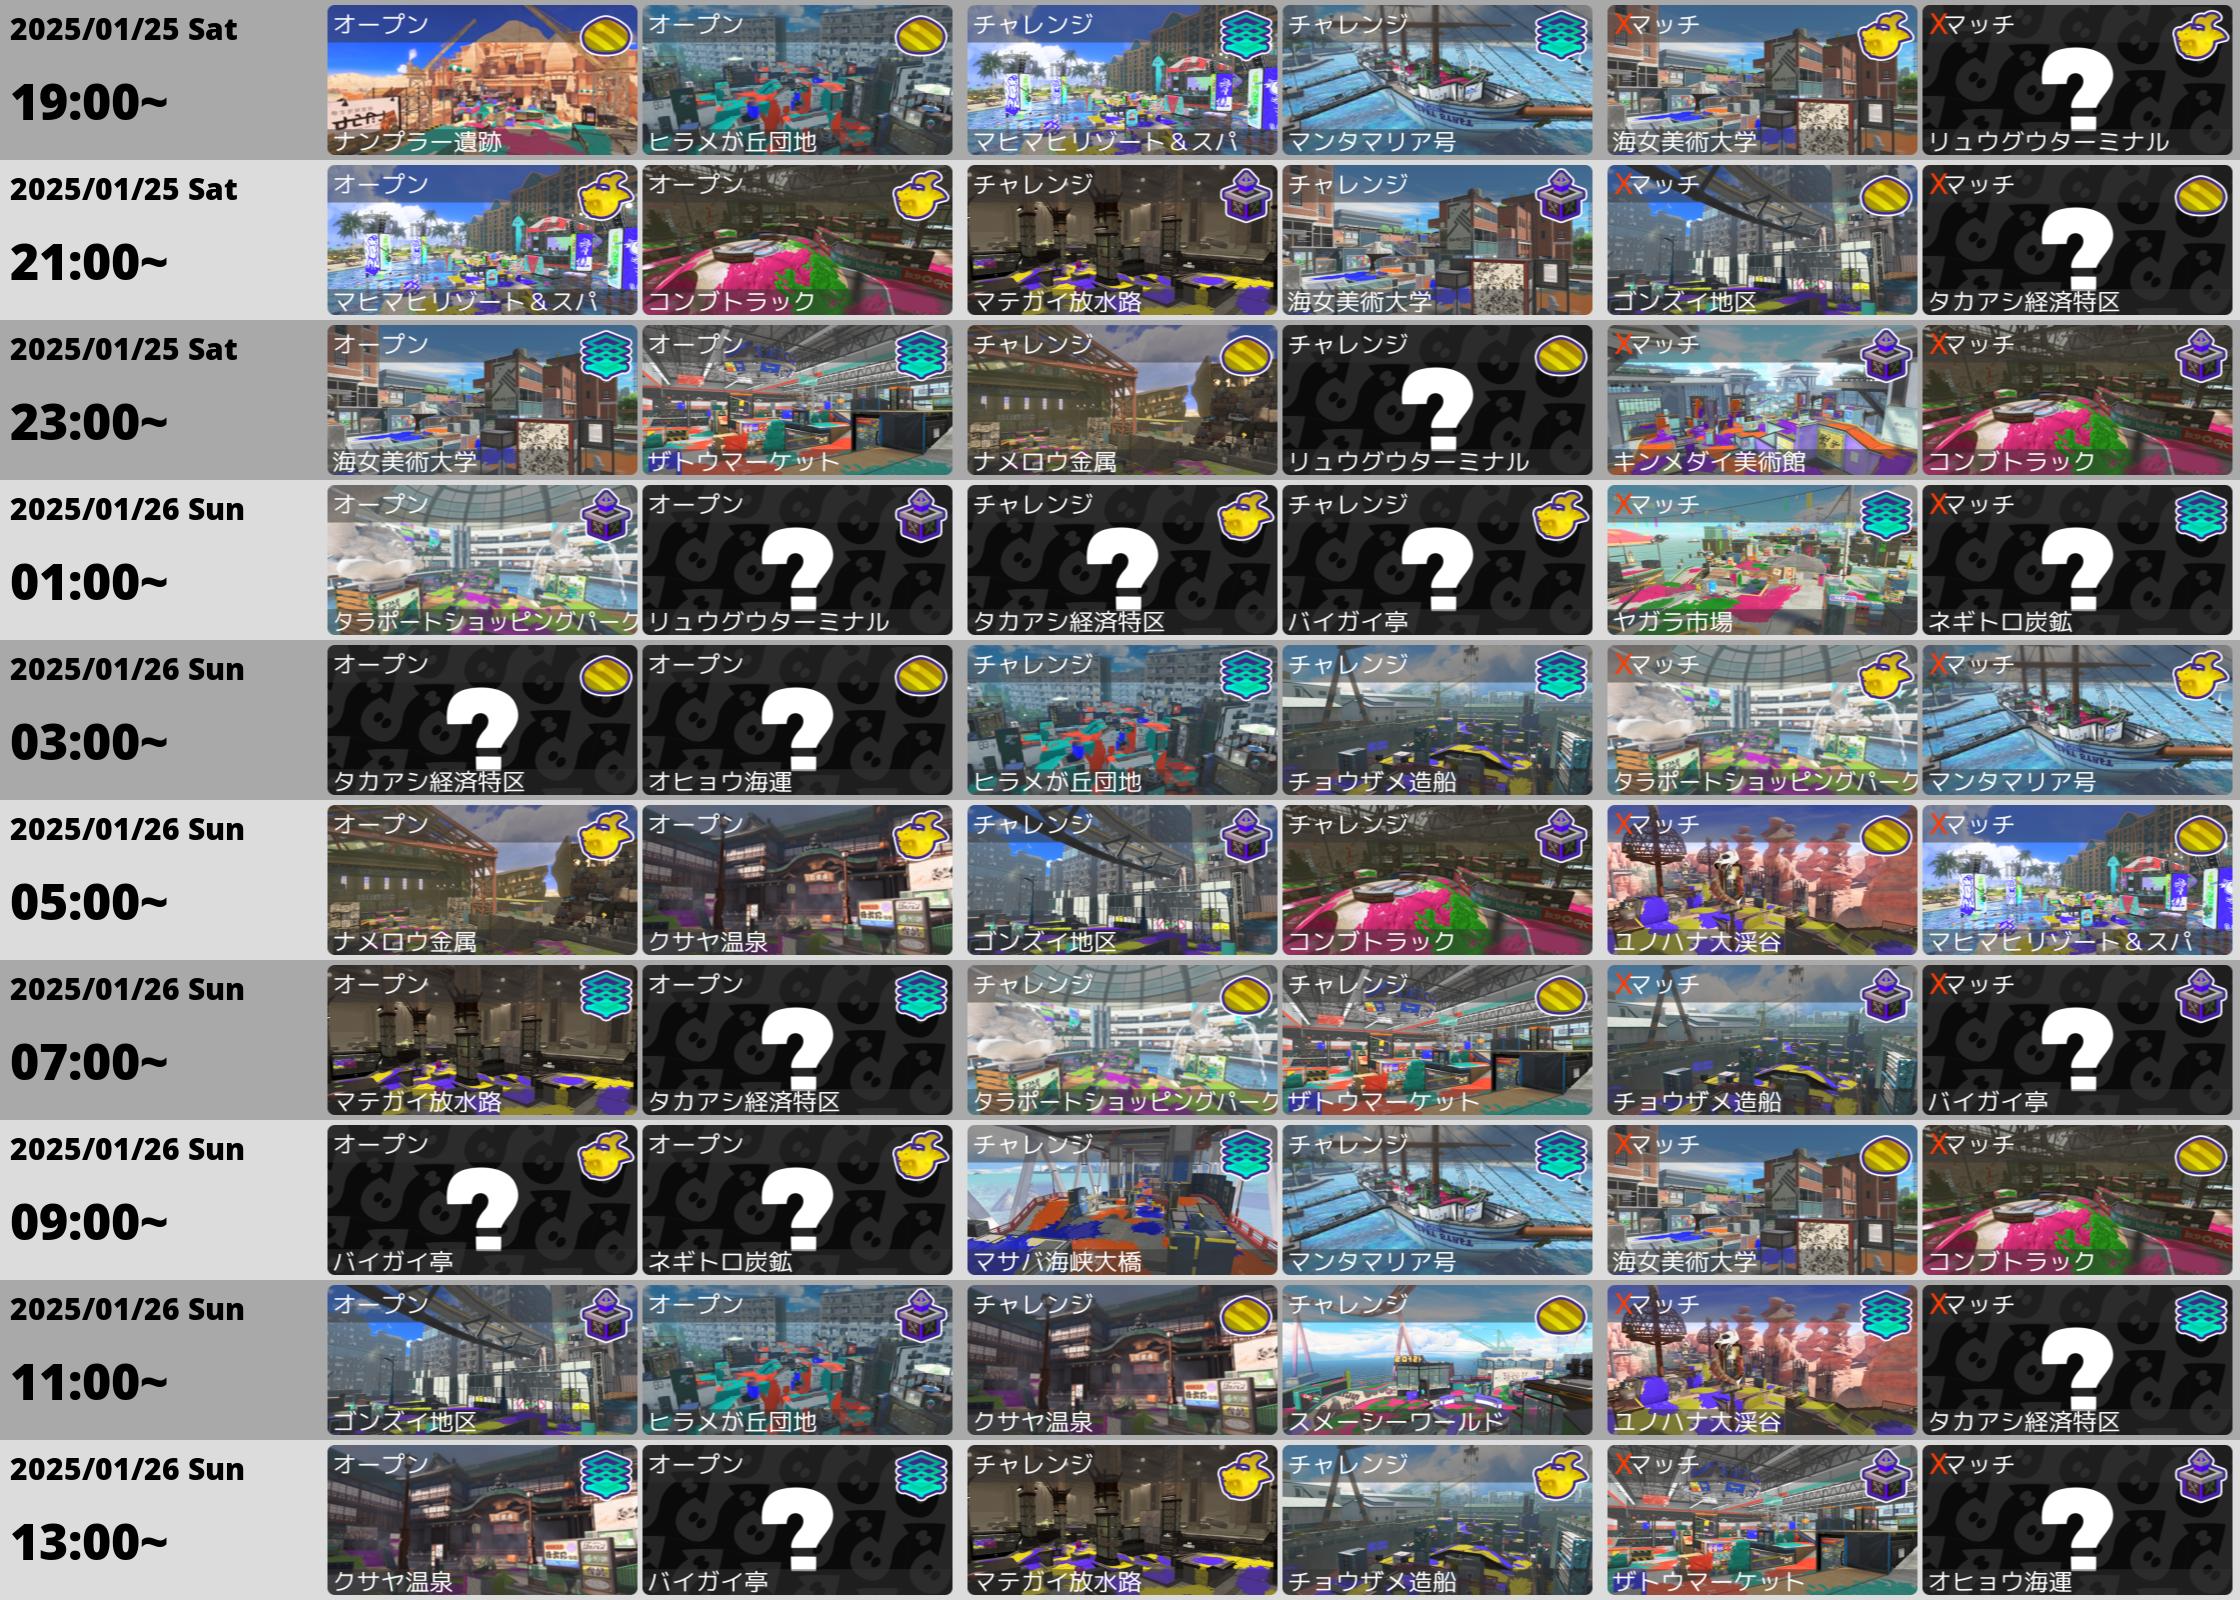 2025/01/25 Sat
19:00~
オープン
ナンプラー遺跡
オープン
ヒラメが丘団地
チャレンジ
マヒマヒリゾート＆スパ
チャレンジ
マンタマリア号
Xマッチ
海女美術大学
Xマッチ
リュウグウターミナル
2025/01/25 Sat
21:00~
オープン
マヒマヒリゾート＆スパ
オープン
コンブトラック
チャレンジ
マテガイ放水路
チャレンジ
海女美術大学
Xマッチ
ゴンズイ地区
Xマッチ
タカアシ経済特区
2025/01/25 Sat
23:00~
オープン
海女美術大学
オープン
ザトウマーケット
チャレンジ
ナメロウ金属
チャレンジ
リュウグウターミナル
Xマッチ
キンメダイ美術館
Xマッチ
コンブトラック
2025/01/26 Sun
01:00~
オープン
タラポートショッピングパーク
オープン
リュウグウターミナル
チャレンジ
タカアシ経済特区
チャレンジ
バイガイ亭
Xマッチ
ヤガラ市場
Xマッチ
ネギトロ炭鉱
2025/01/26 Sun
03:00~
オープン
タカアシ経済特区
オープン
オヒョウ海運
チャレンジ
ヒラメが丘団地
チャレンジ
チョウザメ造船
Xマッチ
タラポートショッピングパーク
Xマッチ
マンタマリア号
2025/01/26 Sun
05:00~
オープン
ナメロウ金属
オープン
クサヤ温泉
チャレンジ
ゴンズイ地区
チャレンジ
コンブトラック
Xマッチ
ユノハナ大渓谷
Xマッチ
マヒマヒリゾート＆スパ
2025/01/26 Sun
07:00~
オープン
マテガイ放水路
オープン
タカアシ経済特区
チャレンジ
タラポートショッピングパーク
チャレンジ
ザトウマーケット
Xマッチ
チョウザメ造船
Xマッチ
バイガイ亭
2025/01/26 Sun
09:00~
オープン
バイガイ亭
オープン
ネギトロ炭鉱
チャレンジ
マサバ海峡大橋
チャレンジ
マンタマリア号
Xマッチ
海女美術大学
Xマッチ
コンブトラック
2025/01/26 Sun
11:00~
オープン
ゴンズイ地区
オープン
ヒラメが丘団地
チャレンジ
クサヤ温泉
チャレンジ
スメーシーワールド
Xマッチ
ユノハナ大渓谷
Xマッチ
タカアシ経済特区
2025/01/26 Sun
13:00~
オープン
クサヤ温泉
オープン
バイガイ亭
チャレンジ
マテガイ放水路
チャレンジ
チョウザメ造船
Xマッチ
ザトウマーケット
Xマッチ
オヒョウ海運